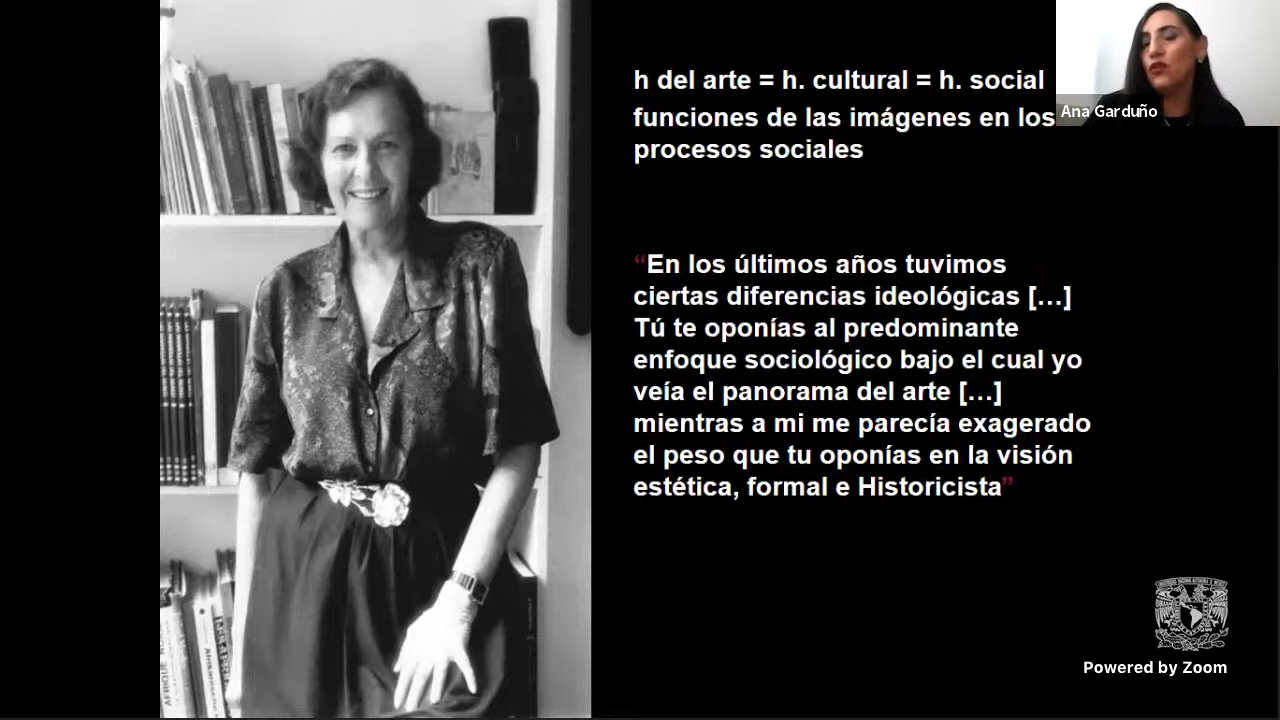 h del arte = h. cultural = h. social
funciones de las imágenes en los
procesos sociales
Ana Garduño
“En los últimos años tuvimos
ciertas diferencias ideológicas […]
Tú te oponías al predominante
enfoque sociológico bajo el cual yo
veía el panorama del arte […]
mientras a mi me parecía exagerado
el peso que tu oponías en la visión
estética, formal e Historicista”
Powered by Zoom